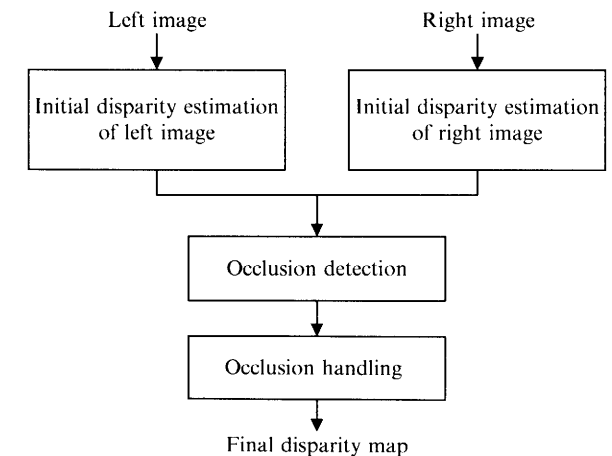 Left image
Right image
Initial disparity estimation
of left image
Initial disparity estimation
of right image
Occlusion detection
Occlusion handling
Final disparity map